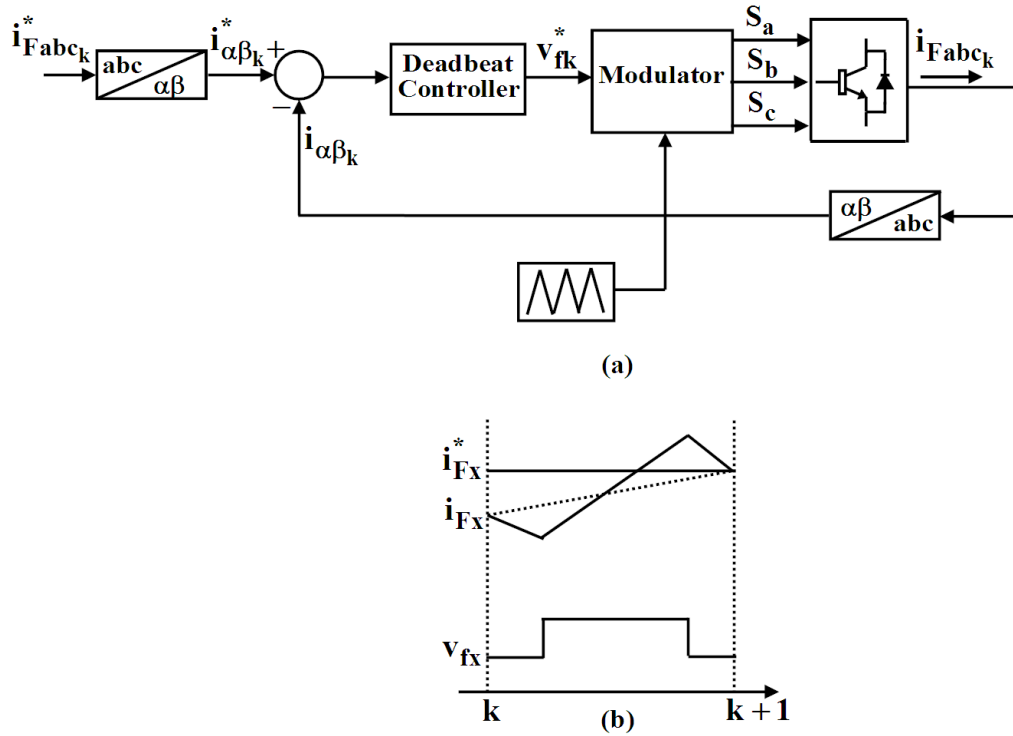 i*Fabck
abc
αβ
i*αβk
+
−
Deadbeat
Controller
v*fk
Modulator
Sa
Sb
Sc
iFabck
iαβk
αβ
abc
(a)
i*Fx
iFx
vfx
k
k + 1
(b)